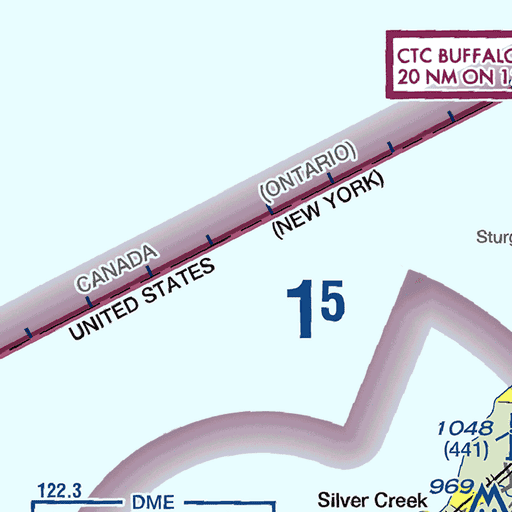 CTC BUFFALO
20 NM ON
(ONTARIO)
(NEW YORK)
CANADA
UNITED STATES
15
1048
(441)
969
122.3
DME
Silver Creek